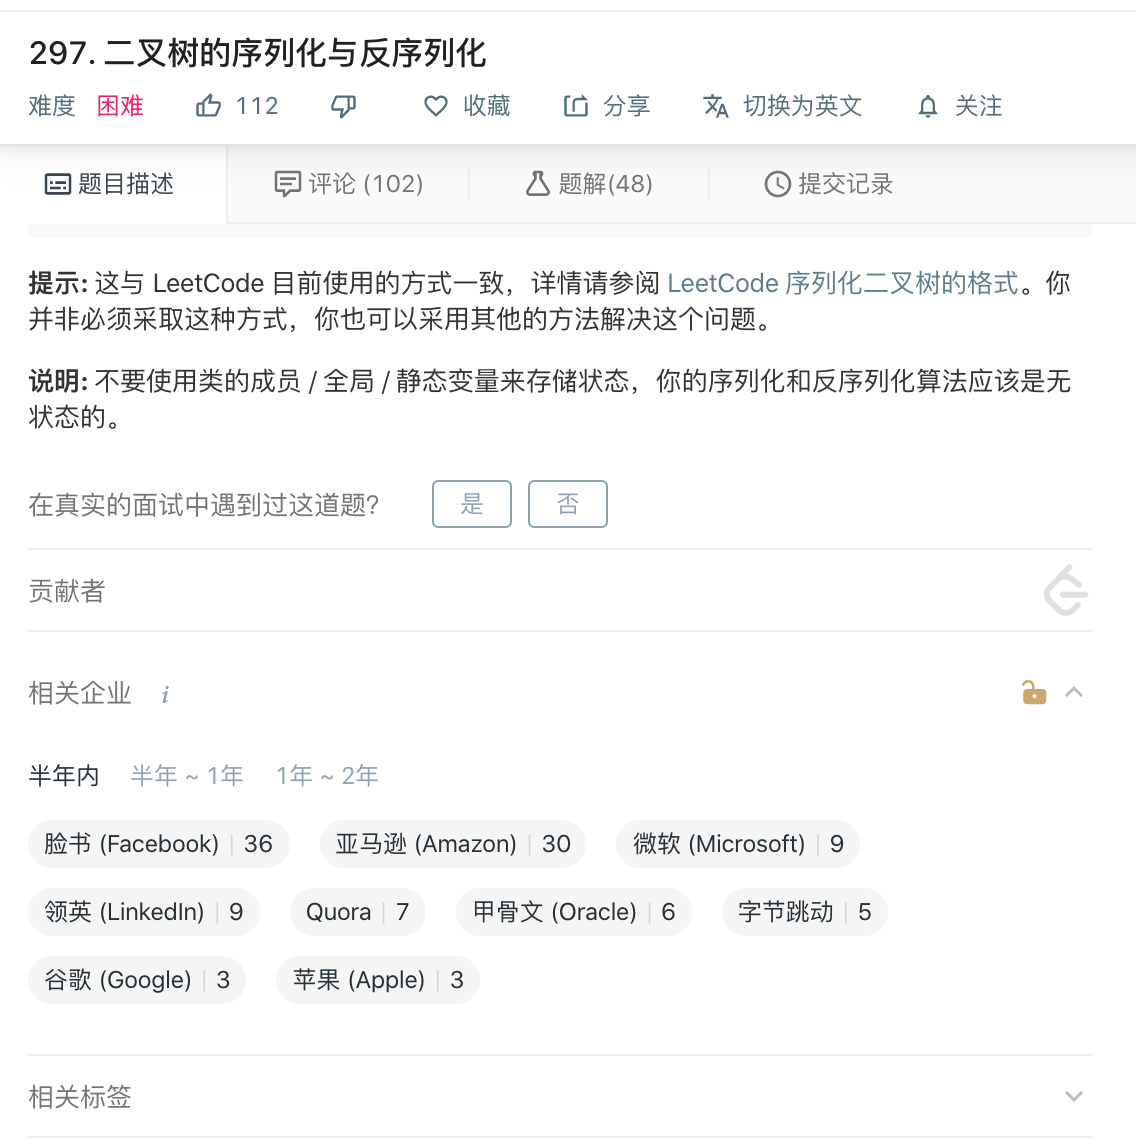 297. 二叉树的序列化与反序列化
难度 困难 112 收藏 分享 切换为英文 关注
题目描述 评论 (102) 题解(48) 提交记录
提示: 这与 LeetCode 目前使用的方式一致，详情请参阅 LeetCode 序列化二叉树的格式。你
并非必须采取这种方式，你也可以采用其他的方法解决这个问题。
说明: 不要使用类的成员 / 全局 / 静态变量来存储状态，你的序列化和反序列化算法应该是无
状态的。
在真实的面试中遇到过这道题? 是 否
贡献者
相关企业 i
半年内 半年 ~ 1年 1年 ~ 2年
脸书 (Facebook) | 36 亚马逊 (Amazon) | 30 微软 (Microsoft) | 9
领英 (LinkedIn) | 9 Quora | 7 甲骨文 (Oracle) | 6 字节跳动 | 5
谷歌 (Google) | 3 苹果 (Apple) | 3
相关标签